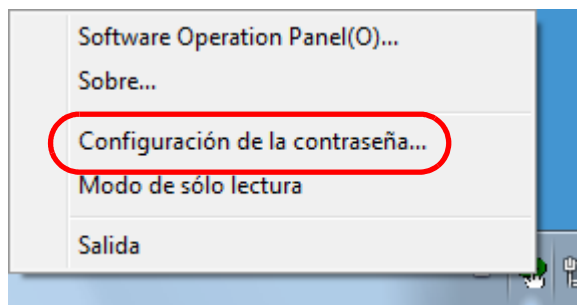 Software Operation Panel(O)...
Sobre...
Configuración de la contraseña...
Modo de sólo lectura
Salida